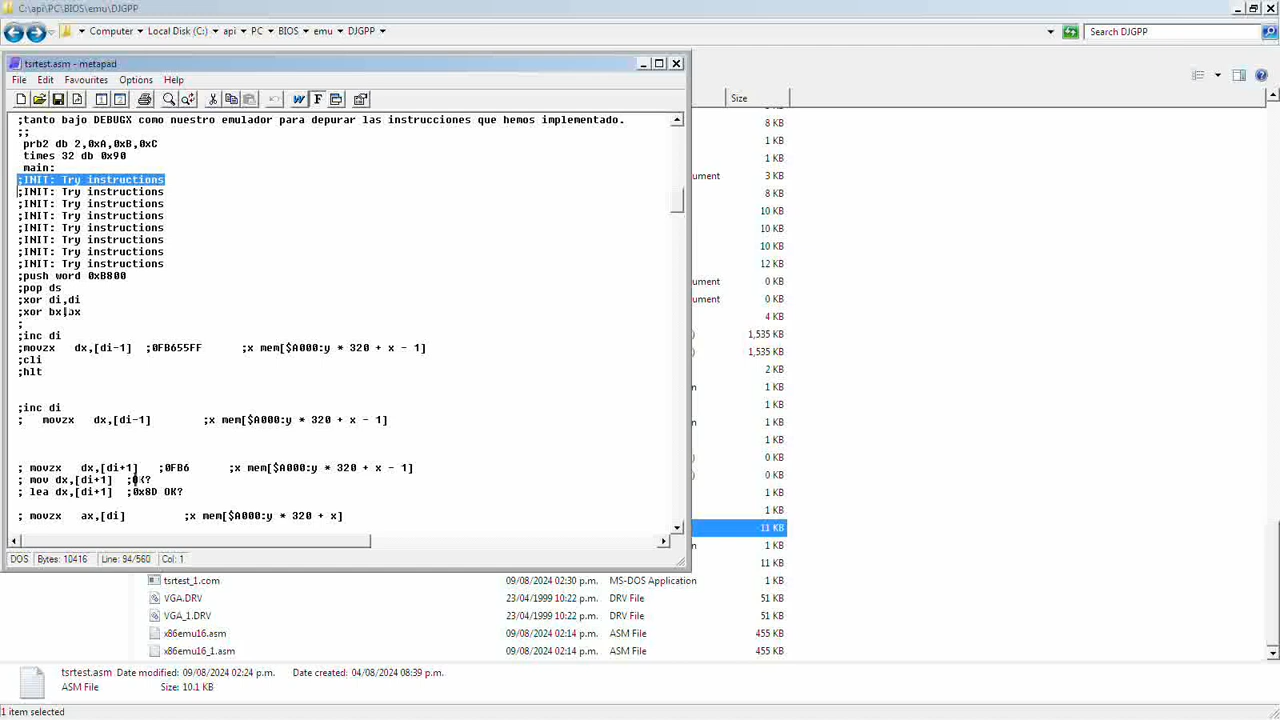 C:\api\PC\BIOS\emu\DJGPP
Computer Local Disk (C:) api PC BIOS emu DJGPP Search DJGPP
tsrtest.asm - metapad
File Edit Favourites Options Help
Size
;tanto bajo DEBUGX como nuestro emulador para depurar las instrucciones que hemos implementado.
;;
prb2 db 2,0xA,0xB,0xC
times 32 db 0x90
main:
;INIT: Try instructions
;INIT: Try instructions
;INIT: Try instructions
;INIT: Try instructions
;INIT: Try instructions
;INIT: Try instructions
;INIT: Try instructions
;INIT: Try instructions
;push word 0xB800
;pop ds
;xor di,di
;xor bx,bx
;
;inc di
;movzx dx,[di-1] ;0FB655FF ;x mem[$A000:y * 320 + x - 1]
;cli
;hlt
;inc di
; movzx dx,[di-1] ;x mem[$A000:y * 320 + x - 1]
; movzx dx,[di+1] ;0FB6 ;x mem[$A000:y * 320 + x - 1]
; mov dx,[di+1] ;OK?
; lea dx,[di+1] ;0x8D OK?
; movzx ax,[di] ;x mem[$A000:y * 320 + x]
DOS Bytes: 10416 Line: 94/560 Col: 1
8 KB
1 KB
1 KB
ument 3 KB
8 KB
10 KB
10 KB
10 KB
12 KB
ument 0 KB
ument 0 KB
4 KB
) 1,535 KB
) 1,535 KB
2 KB
n 1 KB
1 KB
n 1 KB
1 KB
0 KB
0 KB
1 KB
1 KB
11 KB
n 1 KB
11 KB
tsrtest_1.com 09/08/2024 02:30 p.m. MS-DOS Application 1 KB
VGA.DRV 23/04/1999 10:22 p.m. DRV File 51 KB
VGA_1.DRV 23/04/1999 10:22 p.m. DRV File 51 KB
x86emu16.asm 09/08/2024 02:14 p.m. ASM File 455 KB
x86emu16_1.asm 09/08/2024 02:14 p.m. ASM File 455 KB
tsrtest.asm Date modified: 09/08/2024 02:24 p.m. Date created: 04/08/2024 08:39 p.m.
ASM File Size: 10.1 KB
1 item selected